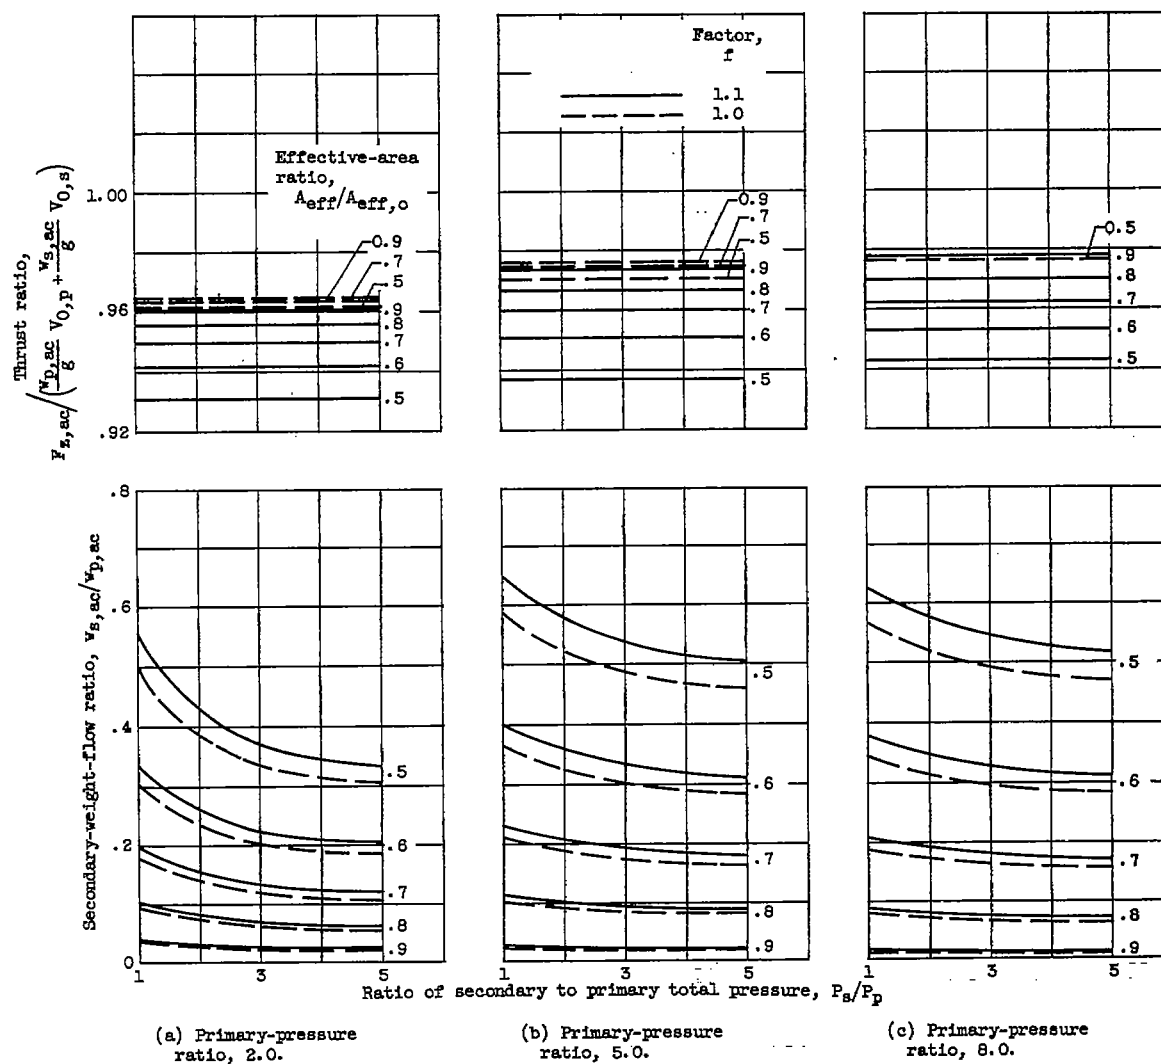 Factor,
f
1.1
1.0
Thrust ratio,
F_z,ac/(w_p,ac/g V_0,p + w_s,ac/g V_0,s)
1.00
.96
.92
Effective-area
ratio,
A_eff/A_eff,o
0.9
.7
.5
.9
.8
.7
.6
.5
0.9
.7
.5
.9
.8
.7
.6
.5
0.5
.9
.8
.7
.6
.5
Secondary-weight-flow ratio, w_s,ac/w_p,ac
.8
.6
.4
.2
0
.5
.6
.7
.8
.9
.5
.6
.7
.8
.9
.5
.6
.7
.8
.9
1 3 5
1 3 5
1 3 5
Ratio of secondary to primary total pressure, P_s/P_p
(a) Primary-pressure
ratio, 2.0.
(b) Primary-pressure
ratio, 5.0.
(c) Primary-pressure
ratio, 8.0.